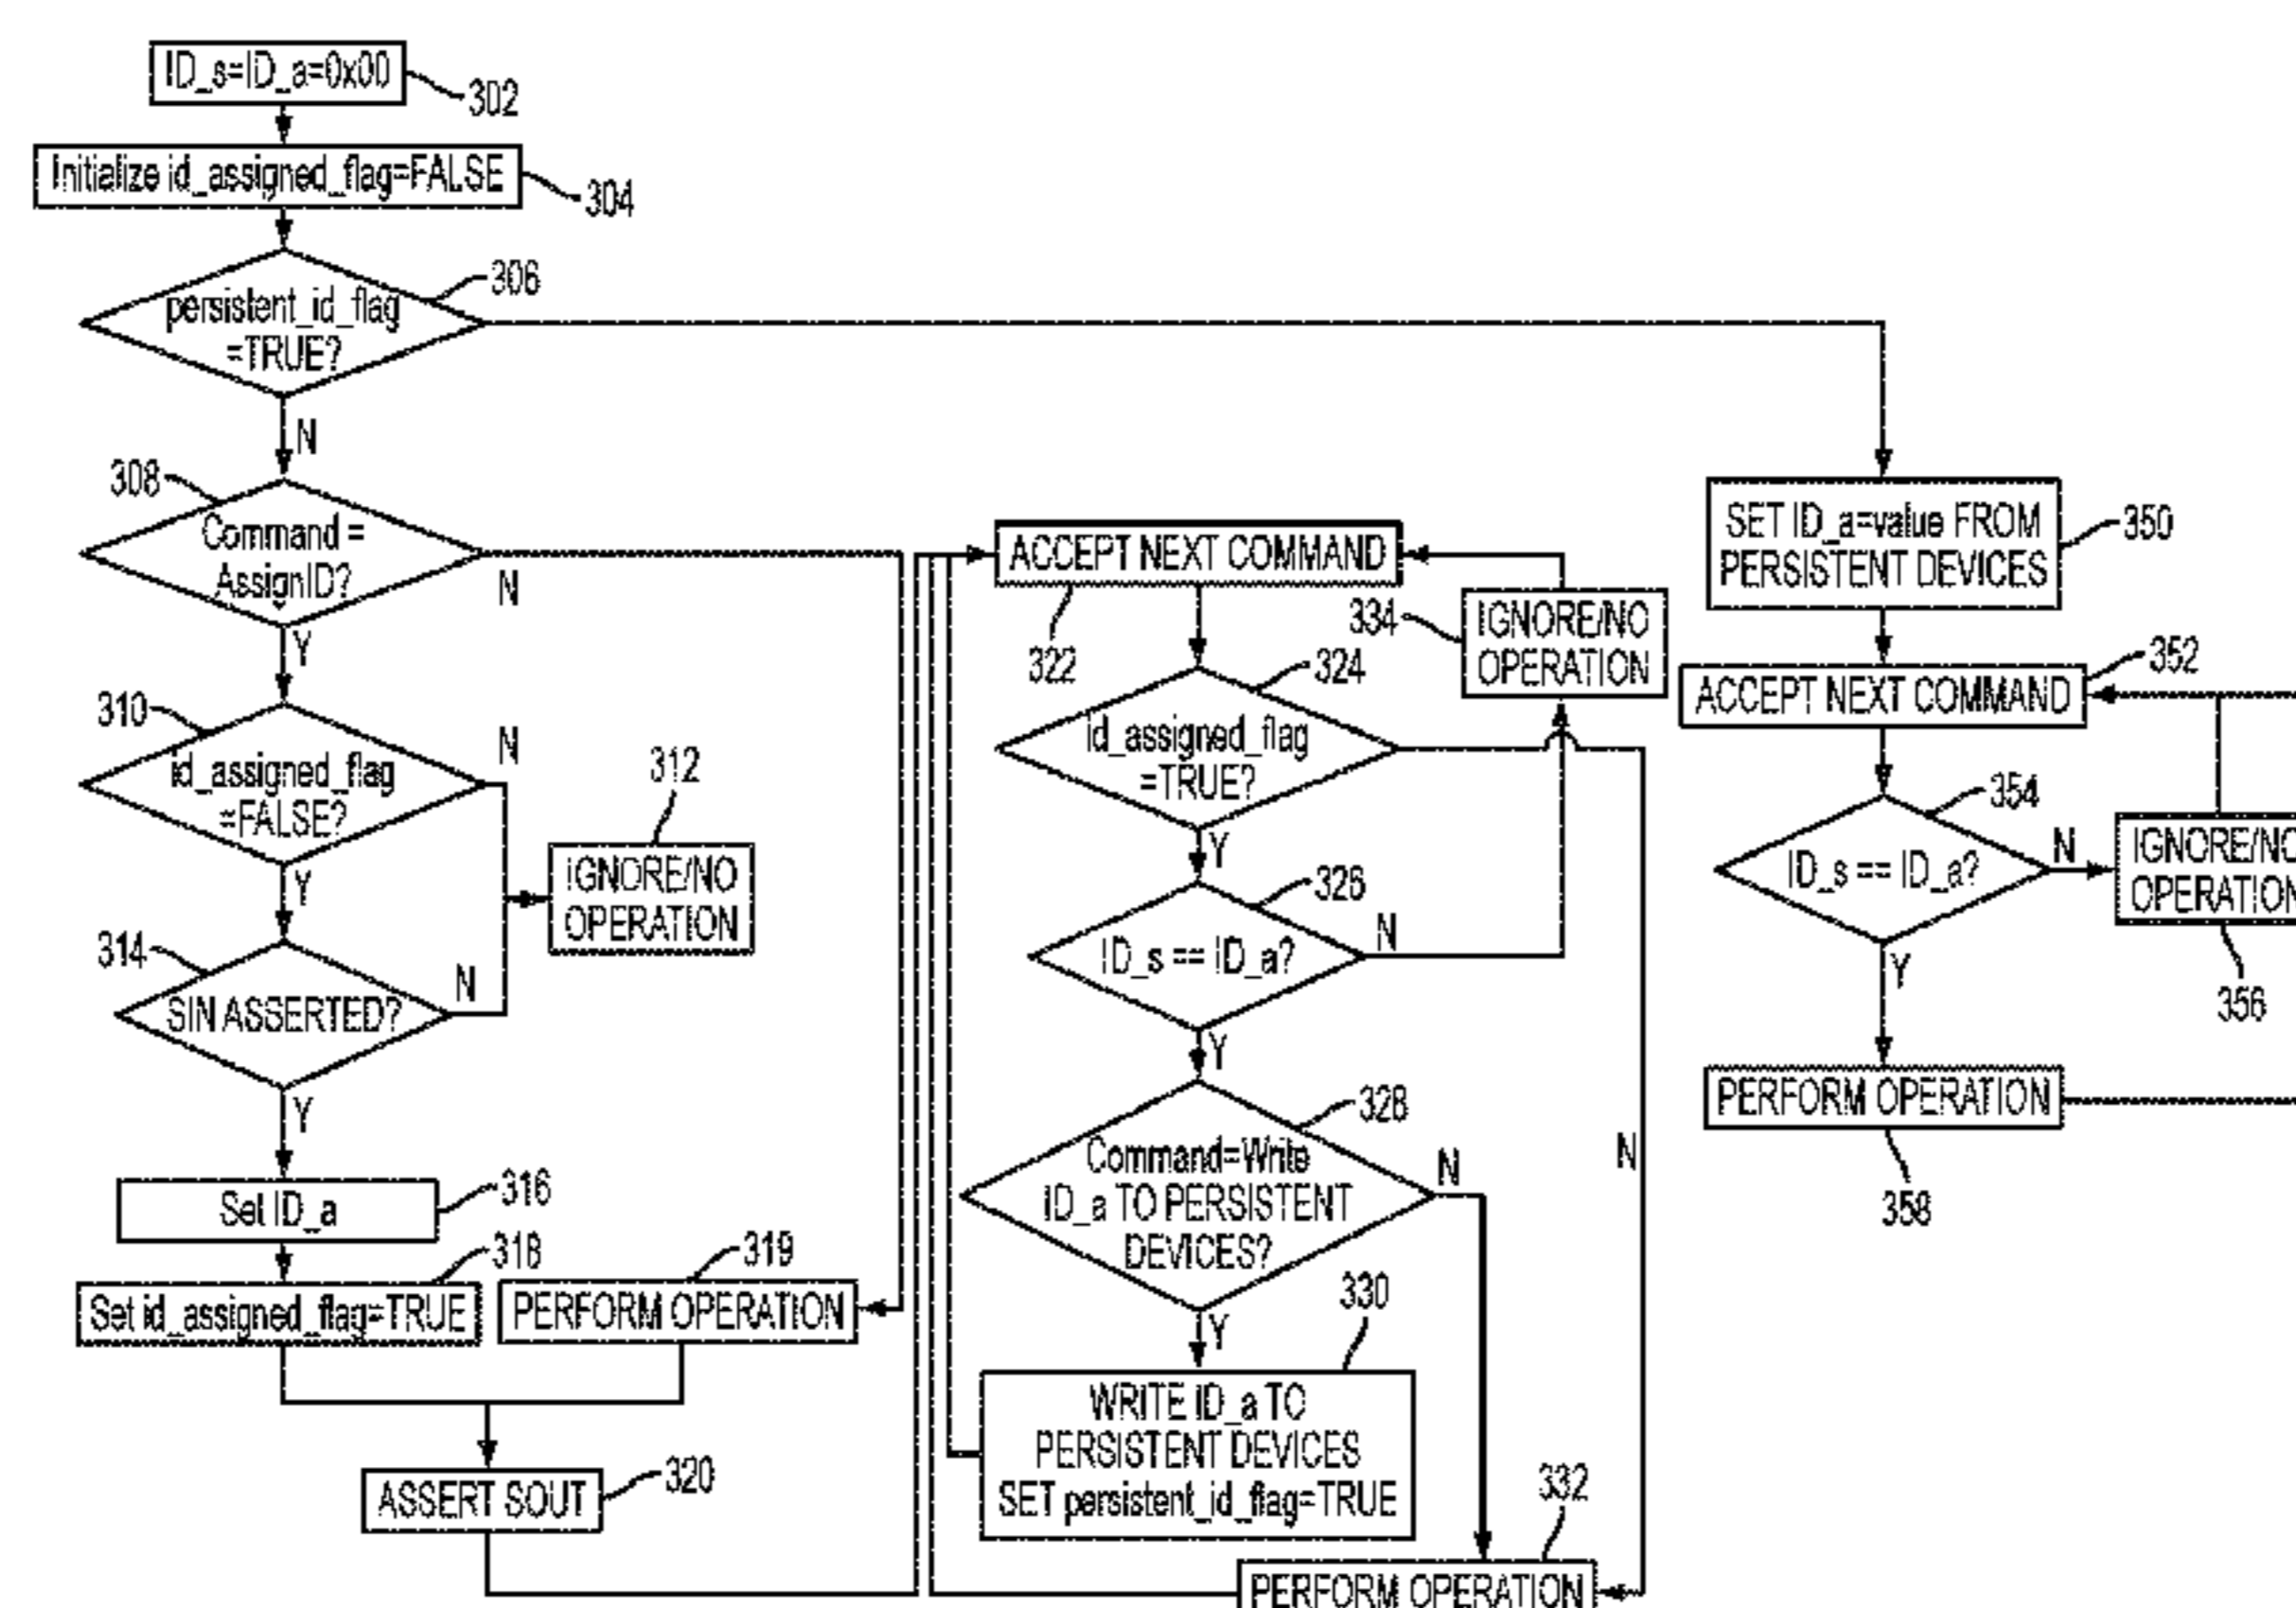 ID_s=ID_a=0x00
302
Initialize id_assigned_flag=FALSE
304
persistent_id_flag
=TRUE?
306
N
308
Command =
AssignID?
N
Y
310
id_assigned_flag
=FALSE?
N
Y
312
IGNORE/NO
OPERATION
314
SIN ASSERTED?
N
Y
Set ID_a
316
318
Set id_assigned_flag=TRUE
319
PERFORM OPERATION
ASSERT SOUT
320
ACCEPT NEXT COMMAND
322
334
IGNORE/NO
OPERATION
324
id_assigned_flag
=TRUE?
Y
326
ID_s == ID_a?
N
Y
328
Command=Write
ID_a TO PERSISTENT
DEVICES?
N
N
Y
330
WRITE ID_a TO
PERSISTENT DEVICES
SET persistent_id_flag=TRUE
332
PERFORM OPERATION
SET ID_a=value FROM
PERSISTENT DEVICES
350
352
ACCEPT NEXT COMMAND
354
ID_s == ID_a?
N
IGNORE/NO
OPERATION
356
Y
PERFORM OPERATION
358